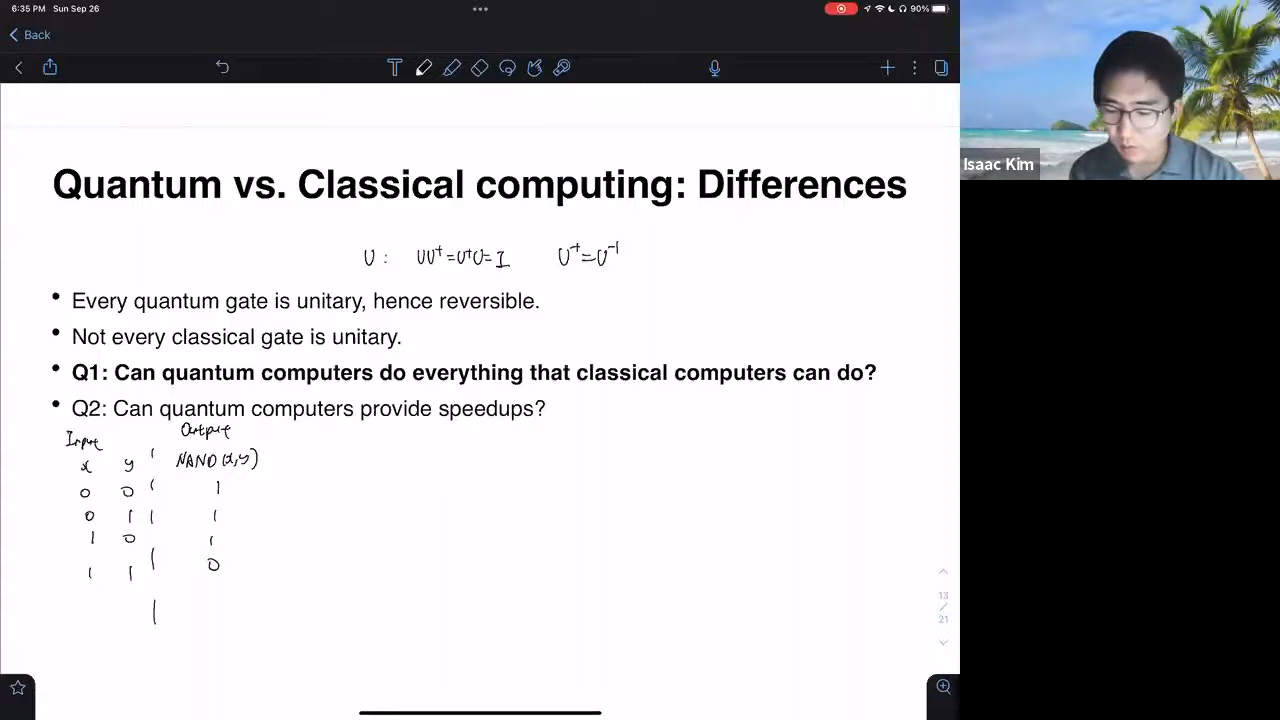 6:35 PM Sun Sep 26
90%
Back
Isaac Kim
Quantum vs. Classical computing: Differences
U : UU† = U†U = I U† = U⁻¹
• Every quantum gate is unitary, hence reversible.
• Not every classical gate is unitary.
• Q1: Can quantum computers do everything that classical computers can do?
• Q2: Can quantum computers provide speedups?
Input Output
x y | NAND(x,y)
0 0 | 1
0 1 | 1
1 0 1
1 1 | 0
13
/
21